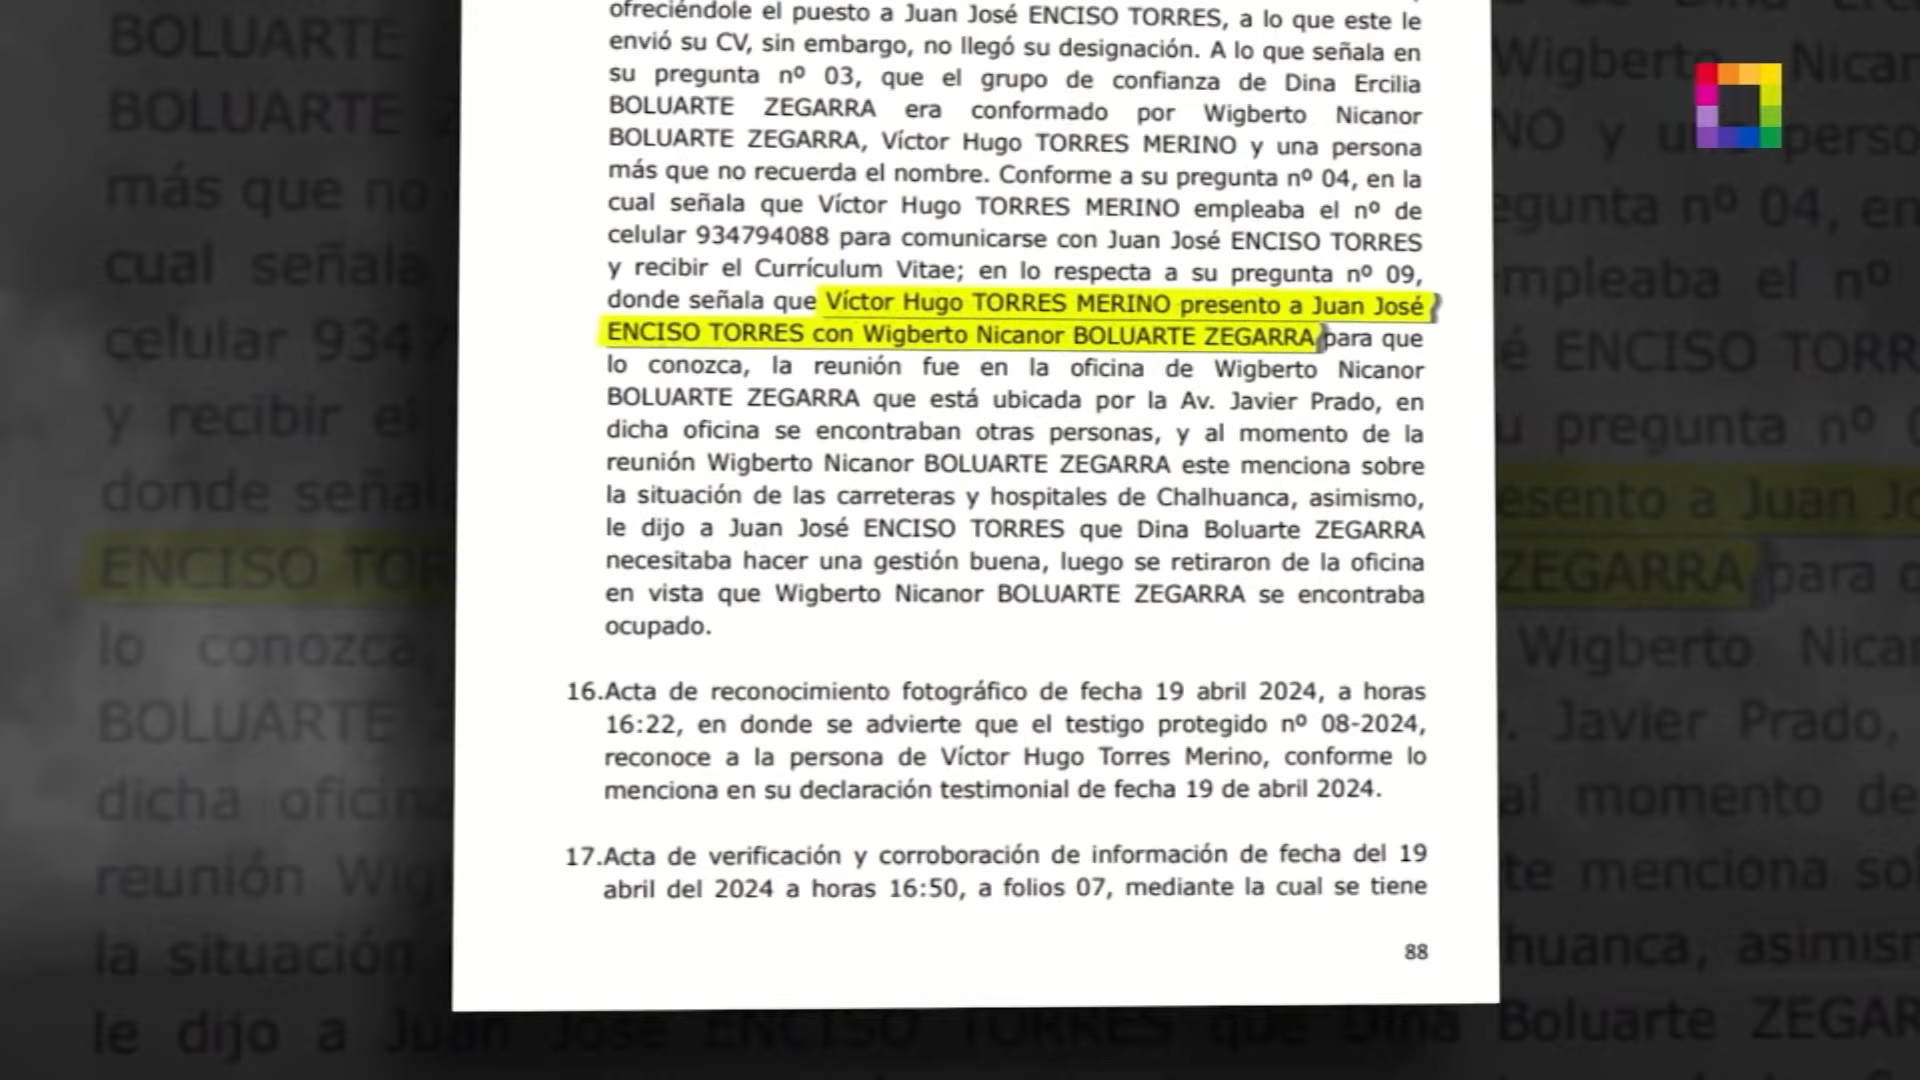 ofreciéndole el puesto a Juan José ENCISO TORRES, a lo que este le
envió su CV, sin embargo, no llegó su designación. A lo que señala en
su pregunta nº 03, que el grupo de confianza de Dina Ercilia
BOLUARTE ZEGARRA era conformado por Wigberto Nicanor
BOLUARTE ZEGARRA, Víctor Hugo TORRES MERINO y una persona
más que no recuerda el nombre. Conforme a su pregunta nº 04, en la
cual señala que Víctor Hugo TORRES MERINO empleaba el nº de
celular 934794088 para comunicarse con Juan José ENCISO TORRES
y recibir el Currículum Vitae; en lo respecta a su pregunta nº 09,
donde señala que Víctor Hugo TORRES MERINO presento a Juan José
ENCISO TORRES con Wigberto Nicanor BOLUARTE ZEGARRA para que
lo conozca, la reunión fue en la oficina de Wigberto Nicanor
BOLUARTE ZEGARRA que está ubicada por la Av. Javier Prado, en
dicha oficina se encontraban otras personas, y al momento de la
reunión Wigberto Nicanor BOLUARTE ZEGARRA este menciona sobre
la situación de las carreteras y hospitales de Chalhuanca, asimismo,
le dijo a Juan José ENCISO TORRES que Dina Boluarte ZEGARRA
necesitaba hacer una gestión buena, luego se retiraron de la oficina
en vista que Wigberto Nicanor BOLUARTE ZEGARRA se encontraba
ocupado.
16.Acta de reconocimiento fotográfico de fecha 19 abril 2024, a horas
16:22, en donde se advierte que el testigo protegido nº 08-2024,
reconoce a la persona de Víctor Hugo Torres Merino, conforme lo
menciona en su declaración testimonial de fecha 19 de abril 2024.
17.Acta de verificación y corroboración de información de fecha del 19
abril del 2024 a horas 16:50, a folios 07, mediante la cual se tiene
88